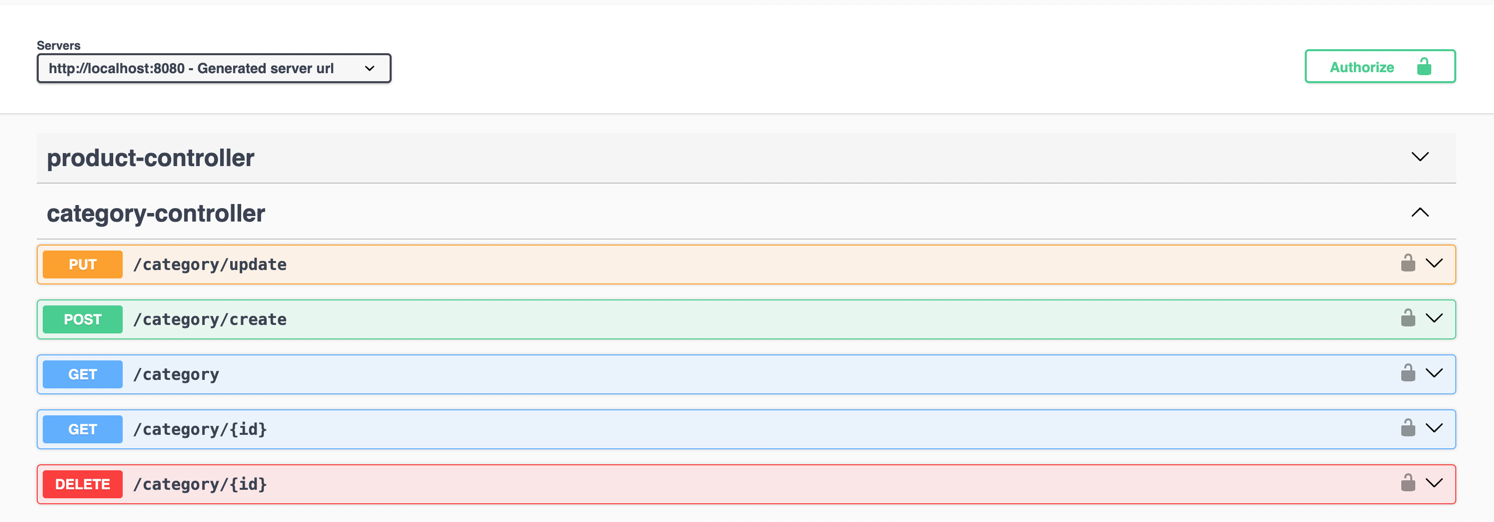 Servers
http://localhost:8080 - Generated server url
Authorize
product-controller
category-controller
PUT /category/update
POST /category/create
GET /category
GET /category/{id}
DELETE /category/{id}